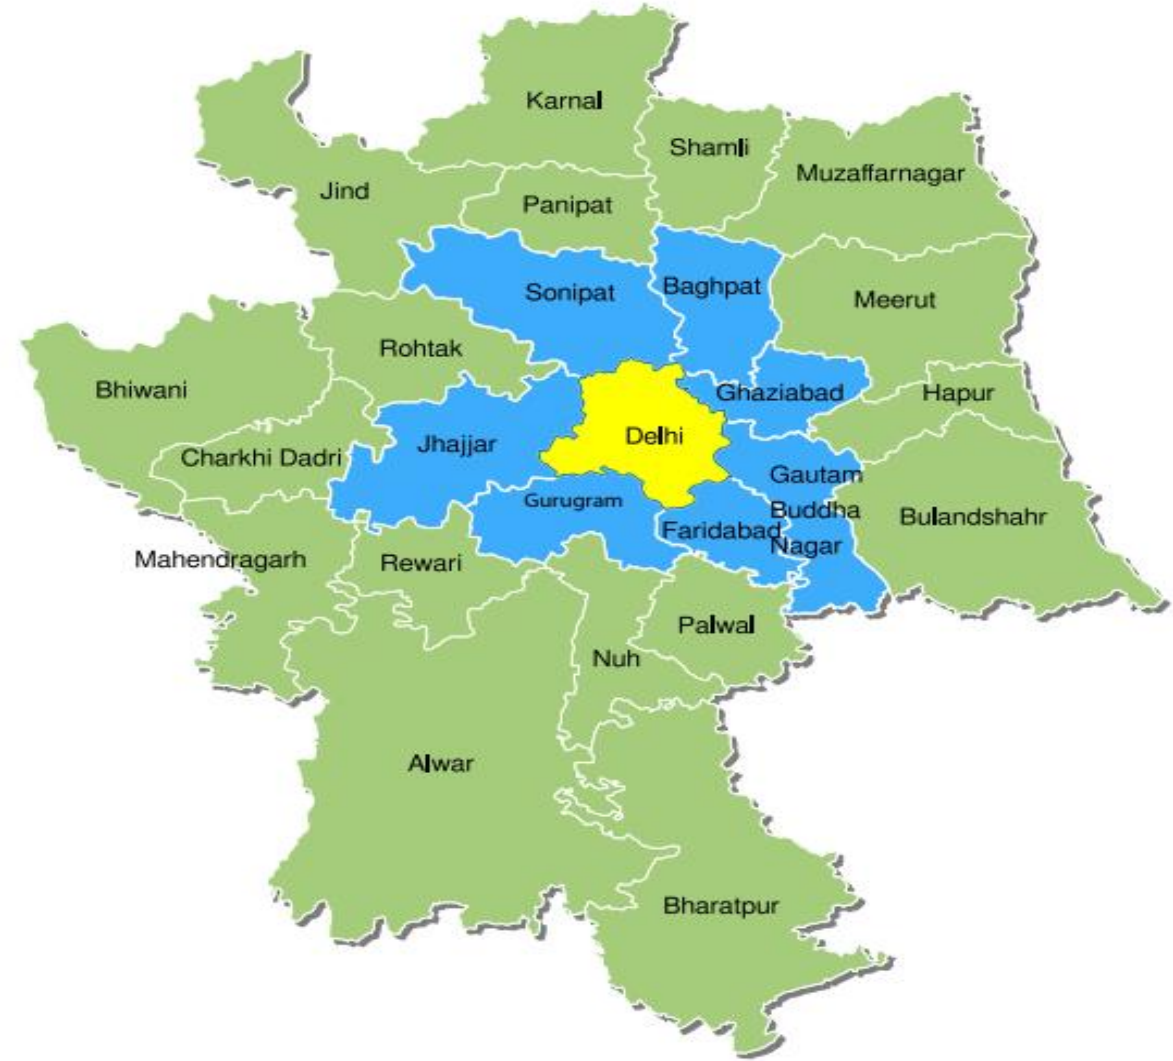 Karnal
Shamli
Muzaffarnagar
Jind
Panipat
Sonipat
Baghpat
Meerut
Rohtak
Bhiwani
Ghaziabad
Hapur
Delhi
Jhajjar
Charkhi Dadri
Gautam
Buddha
Nagar
Gurugram
Bulandshahr
Faridabad
Mahendragarh
Rewari
Palwal
Nuh
Alwar
Bharatpur